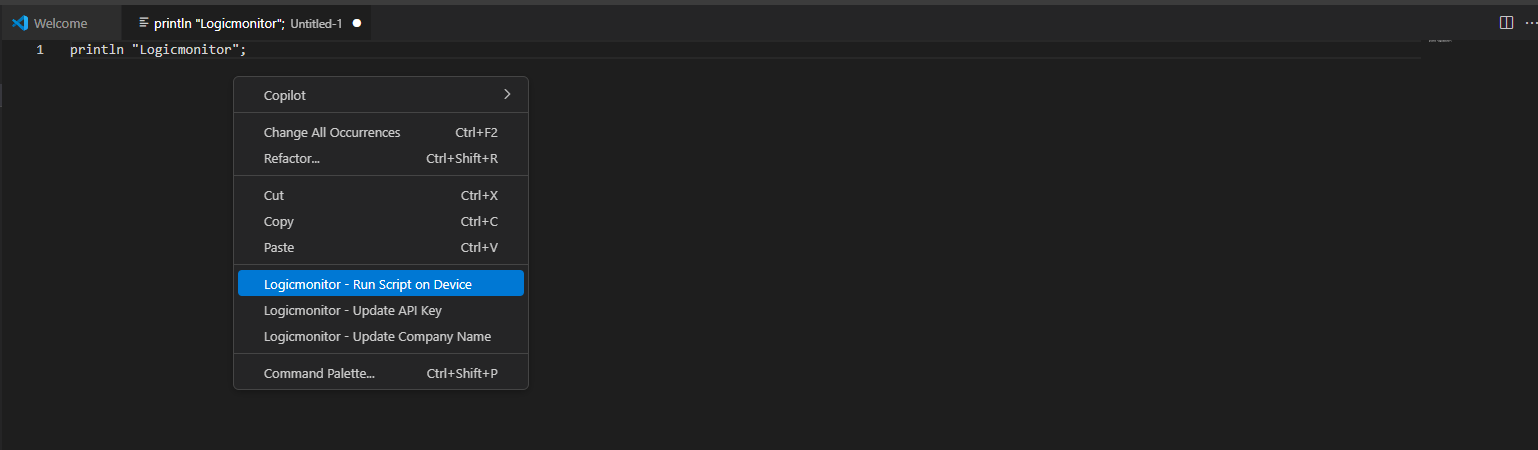 Welcome
println "Logicmonitor"; Untitled-1
1 println "Logicmonitor";
Copilot
Change All Occurrences Ctrl+F2
Refactor... Ctrl+Shift+R
Cut Ctrl+X
Copy Ctrl+C
Paste Ctrl+V
Logicmonitor - Run Script on Device
Logicmonitor - Update API Key
Logicmonitor - Update Company Name
Command Palette... Ctrl+Shift+P